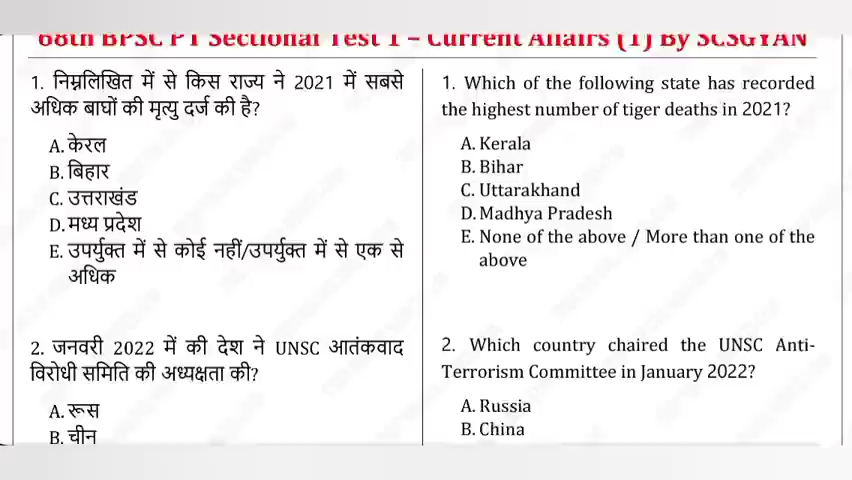 68th BPSC PT Sectional Test 1 – Current Affairs (1) By SCSGYAN
1. निम्नलिखित में से किस राज्य ने 2021 में सबसे
अधिक बाघों की मृत्यु दर्ज की है?
A. केरल
B. बिहार
C. उत्तराखंड
D. मध्य प्रदेश
E. उपर्युक्त में से कोई नहीं/उपर्युक्त में से एक से
अधिक
2. जनवरी 2022 में की देश ने UNSC आतंकवाद
विरोधी समिति की अध्यक्षता की?
A. रूस
B. चीन
1. Which of the following state has recorded
the highest number of tiger deaths in 2021?
A. Kerala
B. Bihar
C. Uttarakhand
D. Madhya Pradesh
E. None of the above / More than one of the
above
2. Which country chaired the UNSC Anti-
Terrorism Committee in January 2022?
A. Russia
B. China